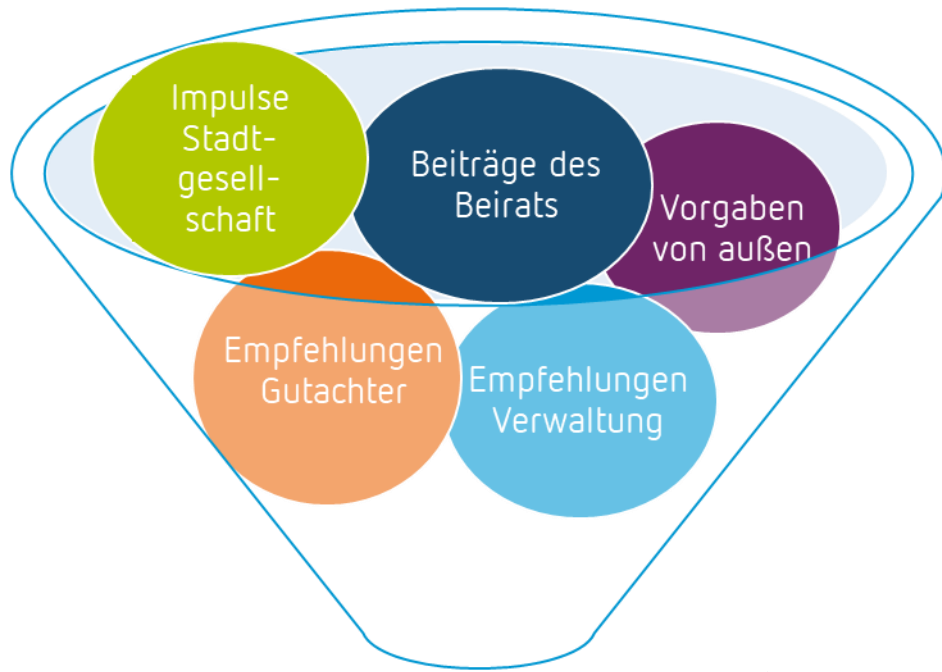 Impulse
Stadt-
gesell-
schaft
Beiträge des
Beirats
Vorgaben
von außen
Empfehlungen
Gutachter
Empfehlungen
Verwaltung